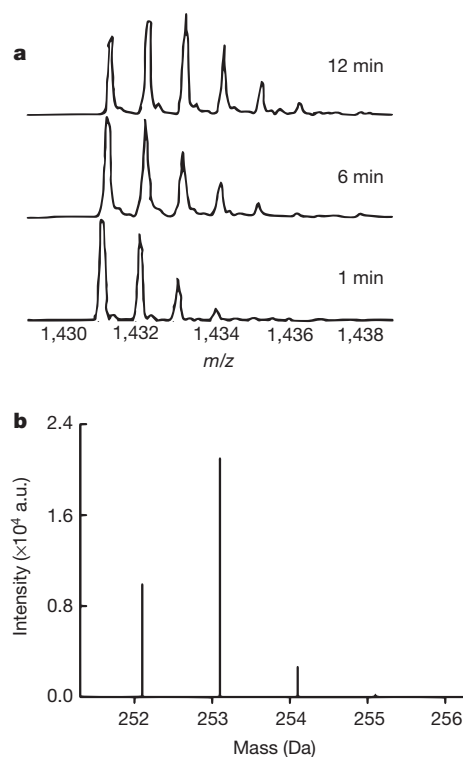 a
12 min
6 min
1 min
1,430 1,432 1,434 1,436 1,438
m/z
b
2.4
1.6
0.8
0.0
Intensity (×10⁴ a.u.)
252 253 254 255 256
Mass (Da)